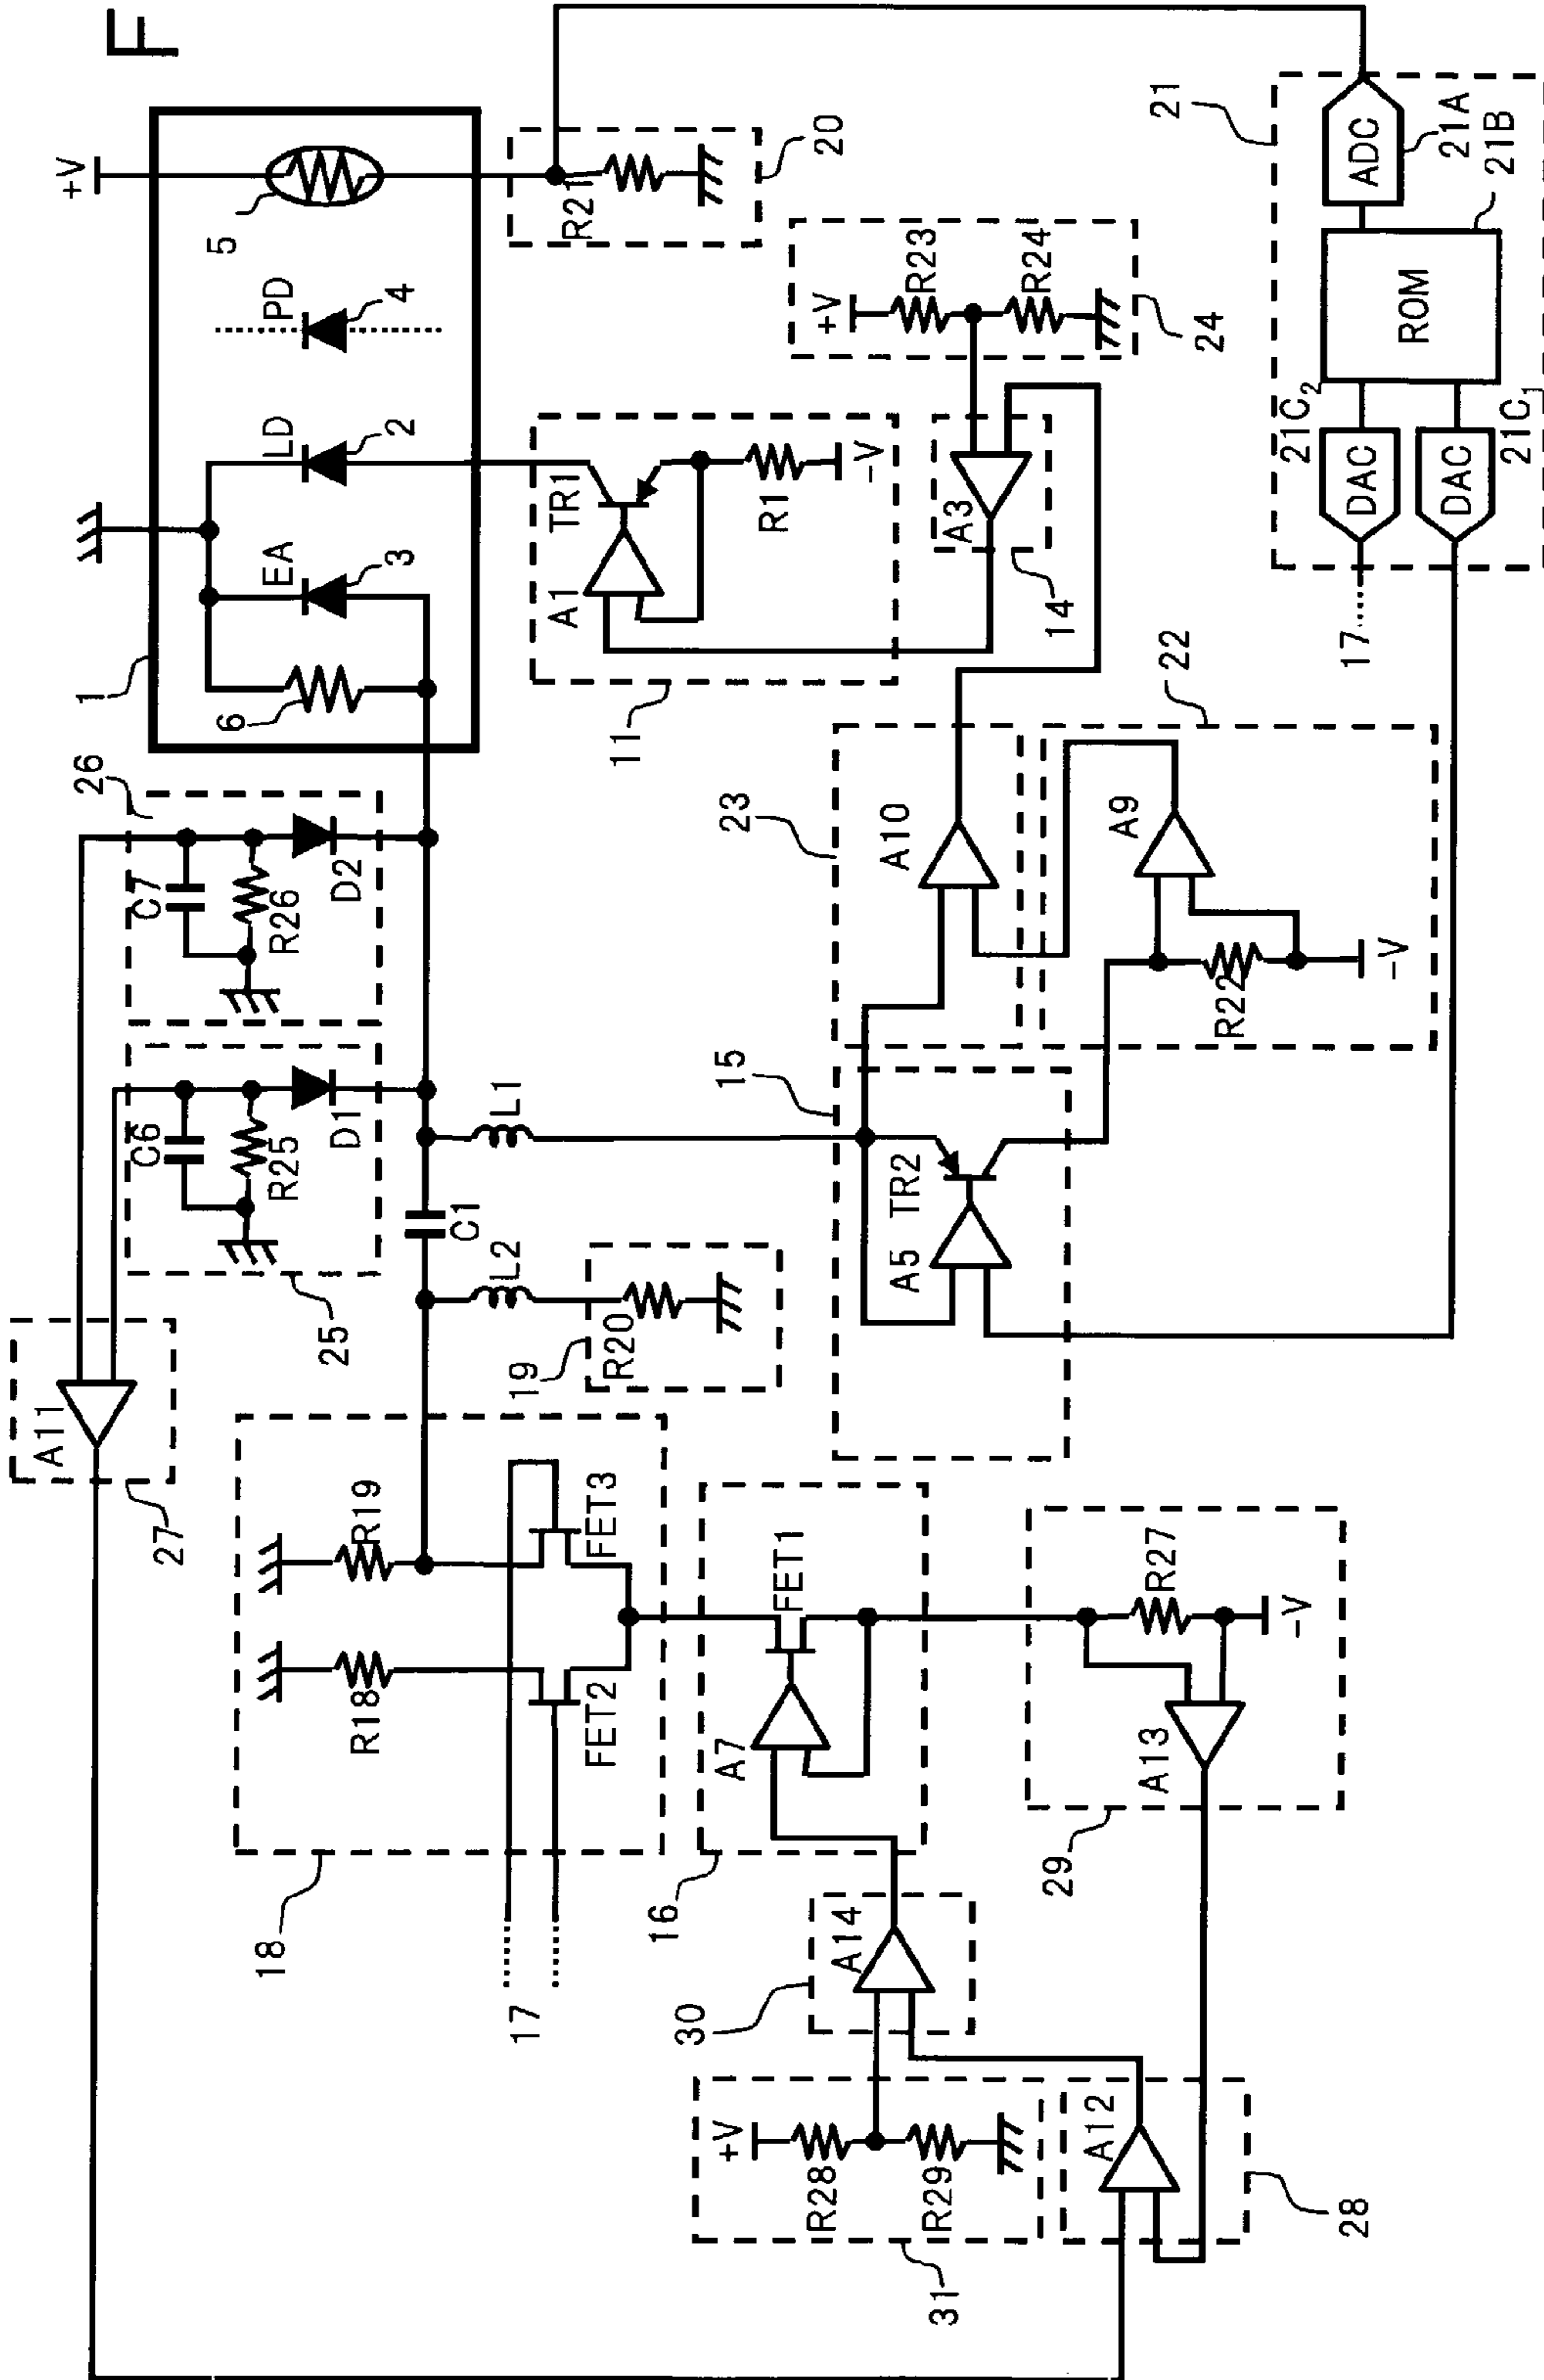 F
1
+V
5
PD
4
LD
2
EA
3
6
R21
20
26
C7
R26
D2
C6
R25
D1
25
A11
27
TR1
A1
R1
-V
11
+V
R23
R24
24
A3
14
21
ADC
21A
21B
ROM
21C2
DAC
DAC
21C1
17
22
23
A10
A9
R22
-V
15
L1
TR2
A5
C1
L2
R20
19
R19
R18
FET3
FET2
18
17
FET1
A7
16
R27
-V
A13
29
A14
30
+V
R28
R29
31
A12
28